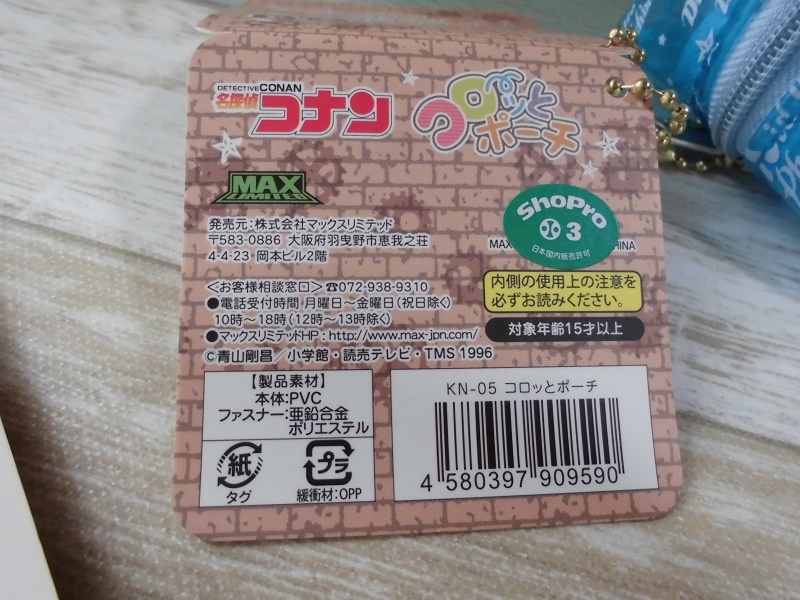 DETECTIVE CONAN
名探偵コナン
コロッとポーチ
MAX
LIMITED
発売元：株式会社マックスリミテッド
〒583-0886 大阪府羽曳野市恵我之荘
4-4-23 岡本ビル2階
ShoPro
3
日本国内販売許可
MAX
INA
＜お客様相談窓口＞☎072-938-9310
●電話受付時間 月曜日～金曜日（祝日除く）
10時～18時（12時～13時除く）
●マックスリミテッドHP：http://www.max-jpn.com/
©青山剛昌／小学館・読売テレビ・TMS 1996
内側の使用上の注意を
必ずお読みください。
対象年齢15才以上
【製品素材】
本体:PVC
ファスナー:亜鉛合金
ポリエステル
紙
タグ
プラ
緩衝材:OPP
KN-05 コロッとポーチ
4 580397 909590